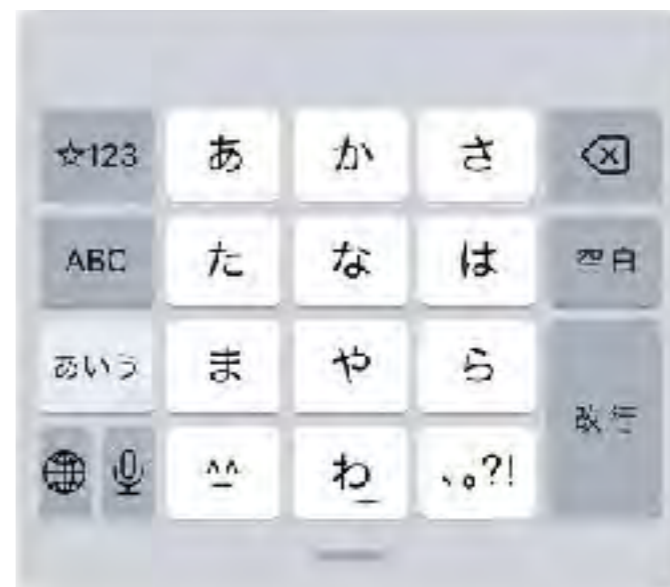 ☆123 あ か さ
ABC た な は 空白
あいう ま や ら 改行
^^ わ_ 、。?!